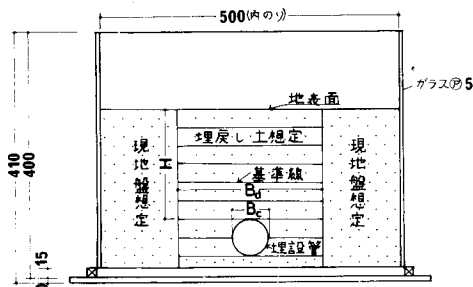 500(内のり)
ガラス㋐5
地表面
埋戻し土想定
現地盤想定
現地盤想定
H
基準線
Bd
Bc
埋設管
410
400
15